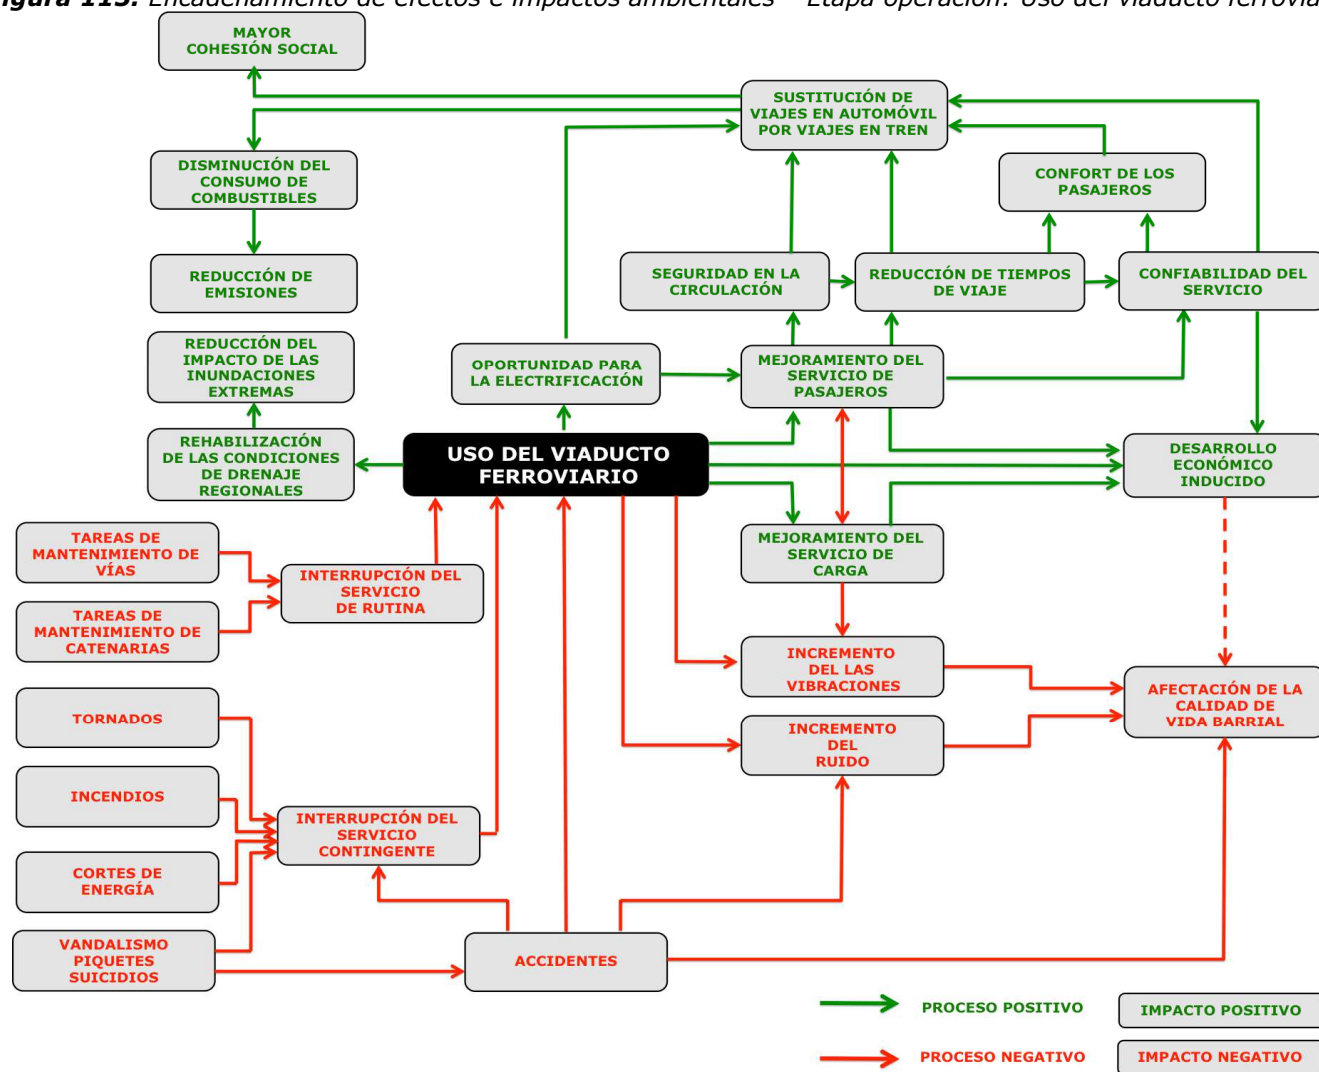 Figura 113. Encadenamiento de efectos e impactos ambientales – Etapa operación: Uso del viaducto
MAYOR
COHESIÓN SOCIAL
SUSTITUCIÓN DE
VIAJES EN AUTOMÓVIL
POR VIAJES EN TREN
DISMINUCIÓN DEL
CONSUMO DE
COMBUSTIBLES
CONFORT DE LOS
PASAJEROS
REDUCCIÓN DE
EMISIONES
SEGURIDAD EN LA
CIRCULACIÓN
REDUCCIÓN DE TIEMPOS
DE VIAJE
CONFIABILIDAD DEL
SERVICIO
REDUCCIÓN DEL
IMPACTO DE LAS
INUNDACIONES
EXTREMAS
OPORTUNIDAD PARA
LA ELECTRIFICACIÓN
MEJORAMIENTO DEL
SERVICIO DE
PASAJEROS
REHABILIZACIÓN
DE LAS CONDICIONES
DE DRENAJE
REGIONALES
USO DEL VIADUCTO
FERROVIARIO
DESARROLLO
ECONÓMICO
INDUCIDO
TAREAS DE
MANTENIMIENTO DE
VÍAS
INTERRUPCIÓN DEL
SERVICIO
DE RUTINA
MEJORAMIENTO DEL
SERVICIO DE
CARGA
TAREAS DE
MANTENIMIENTO DE
CATENARIAS
INCREMENTO
DEL LAS
VIBRACIONES
AFECTACIÓN DE LA
CALIDAD DE
VIDA BARRIAL
TORNADOS
INCREMENTO
DEL
RUIDO
INCENDIOS
INTERRUPCIÓN DEL
SERVICIO
CONTINGENTE
CORTES DE
ENERGÍA
VANDALISMO
PIQUETES
SUICIDIOS
ACCIDENTES
PROCESO POSITIVO
IMPACTO POSITIVO
PROCESO NEGATIVO
IMPACTO NEGATIVO